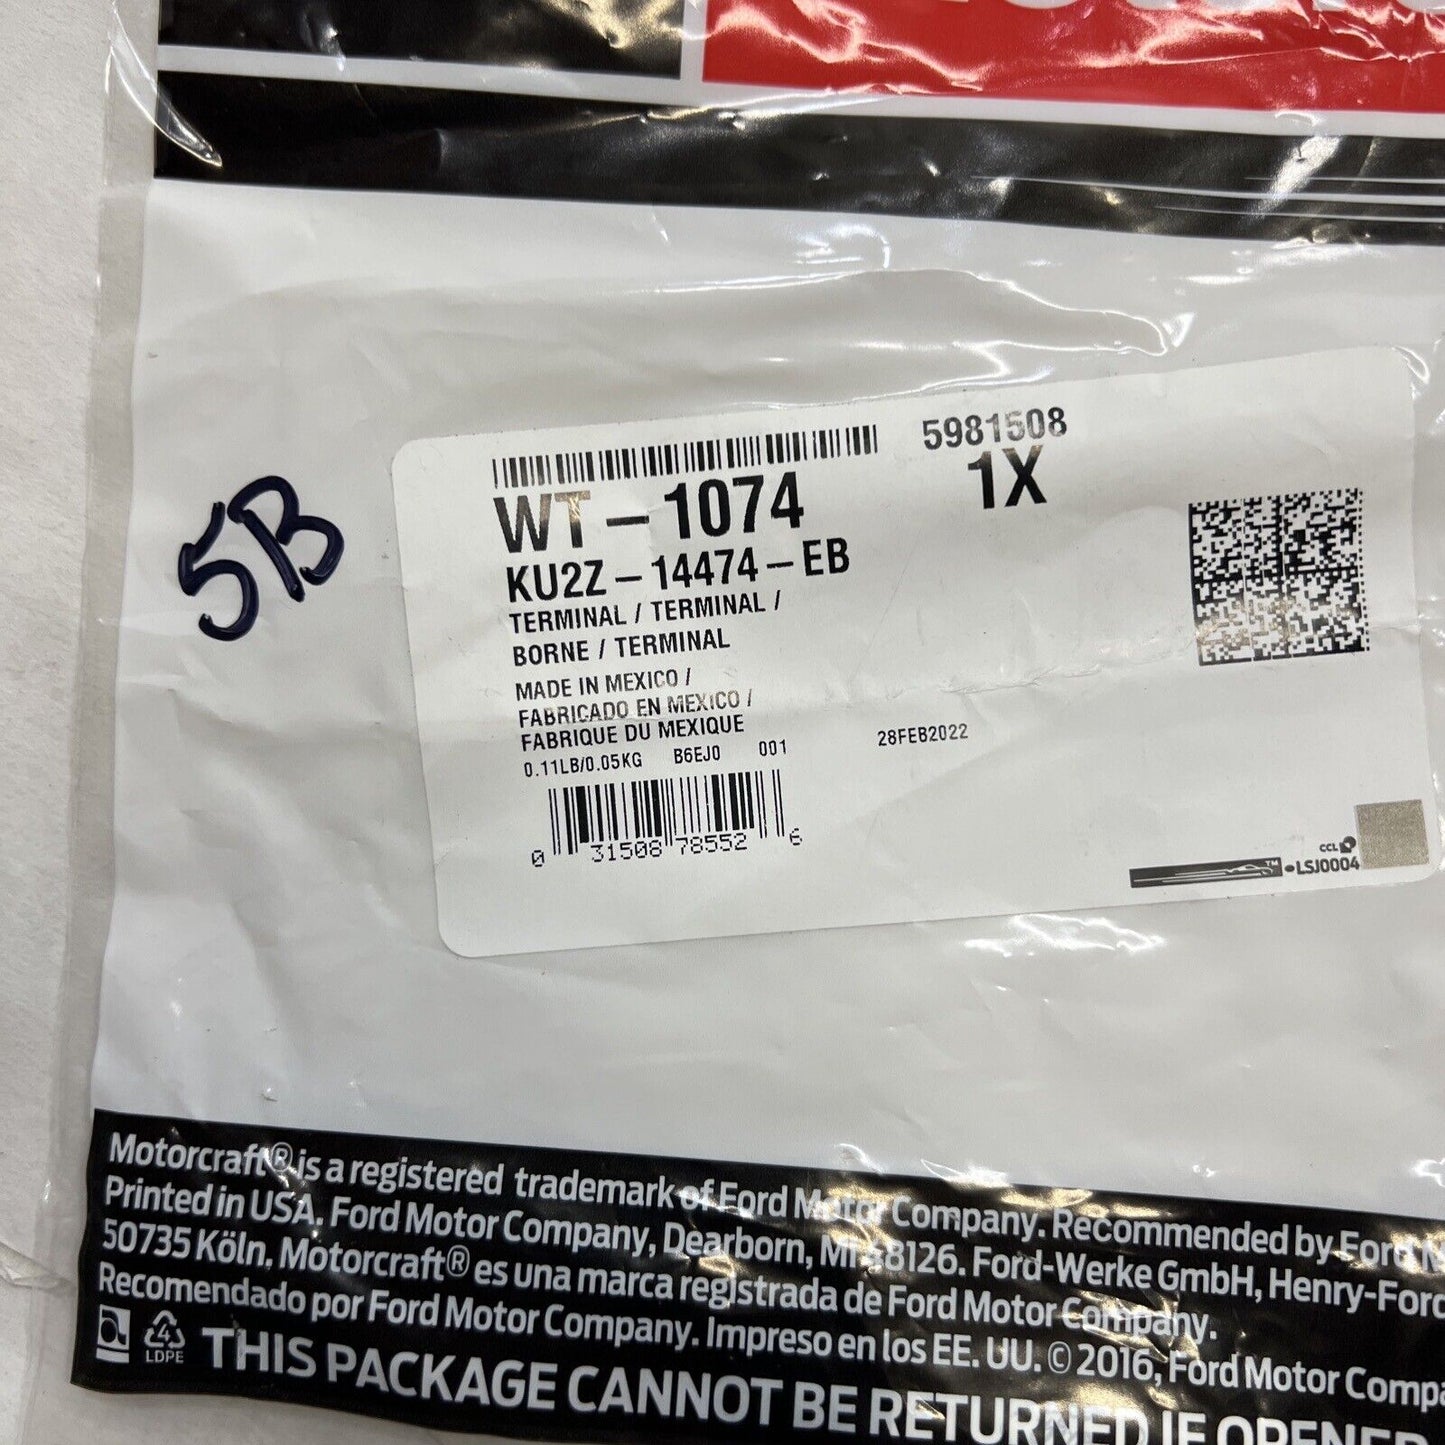 5981508
WT-1074 1X
KU2Z-14474-EB
TERMINAL / TERMINAL /
BORNE / TERMINAL
MADE IN MEXICO /
FABRICADO EN MEXICO /
FABRIQUE DU MEXIQUE
0.11LB/0.05KG B6EJ0 001 28FEB2022
0 31508 78552 6
CCL
TM LSJ0004
5B
Motorcraft® is a registered trademark of Ford Motor Company. Recommended by Ford
Printed in USA. Ford Motor Company, Dearborn, MI 48126. Ford-Werke GmbH, Henry-Ford
50735 Köln. Motorcraft® es una marca registrada de Ford Motor Company.
Recomendado por Ford Motor Company. Impreso en los EE. UU. © 2016, Ford Motor Comp
4
LDPE
THIS PACKAGE CANNOT BE RETURNED IF OPENED